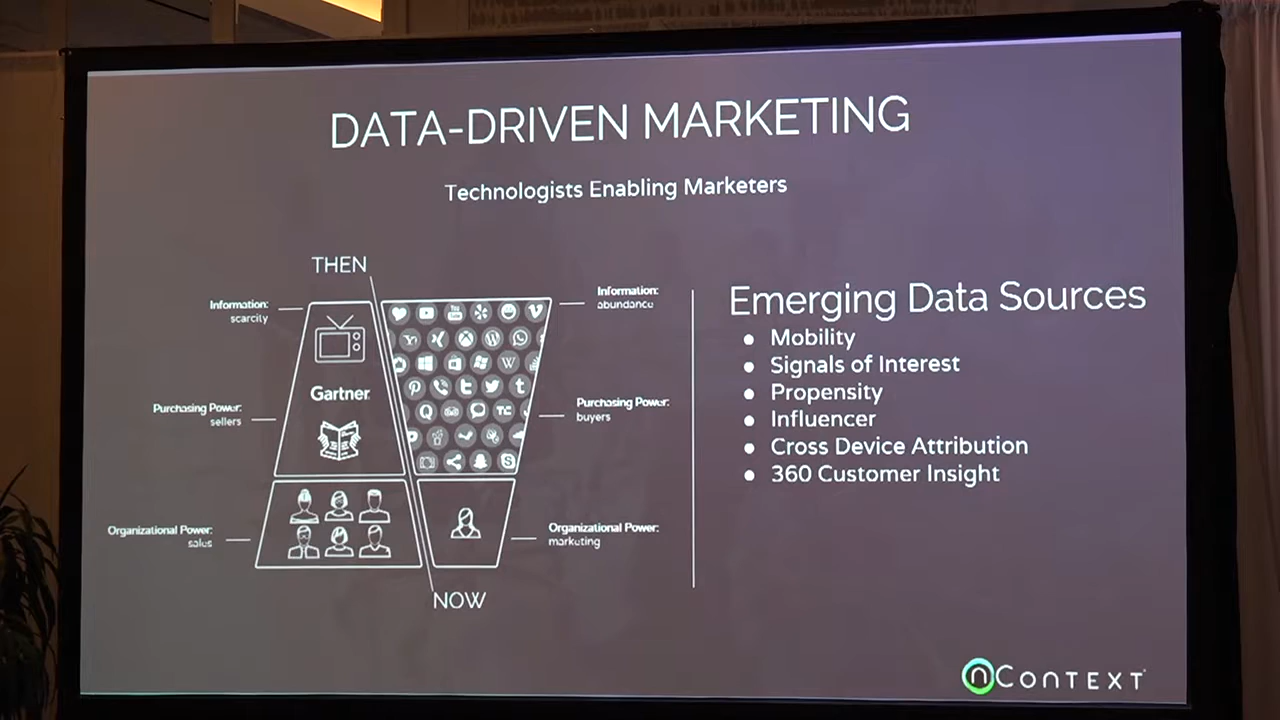 DATA-DRIVEN MARKETING
Technologists Enabling Marketers
THEN
Information:
scarcity
Purchasing Power:
sellers
Organizational Power:
sales
Gartner
Information:
abundance
Purchasing Power:
buyers
Organizational Power:
marketing
NOW
Emerging Data Sources
• Mobility
• Signals of Interest
• Propensity
• Influencer
• Cross Device Attribution
• 360 Customer Insight
nCONTEXT